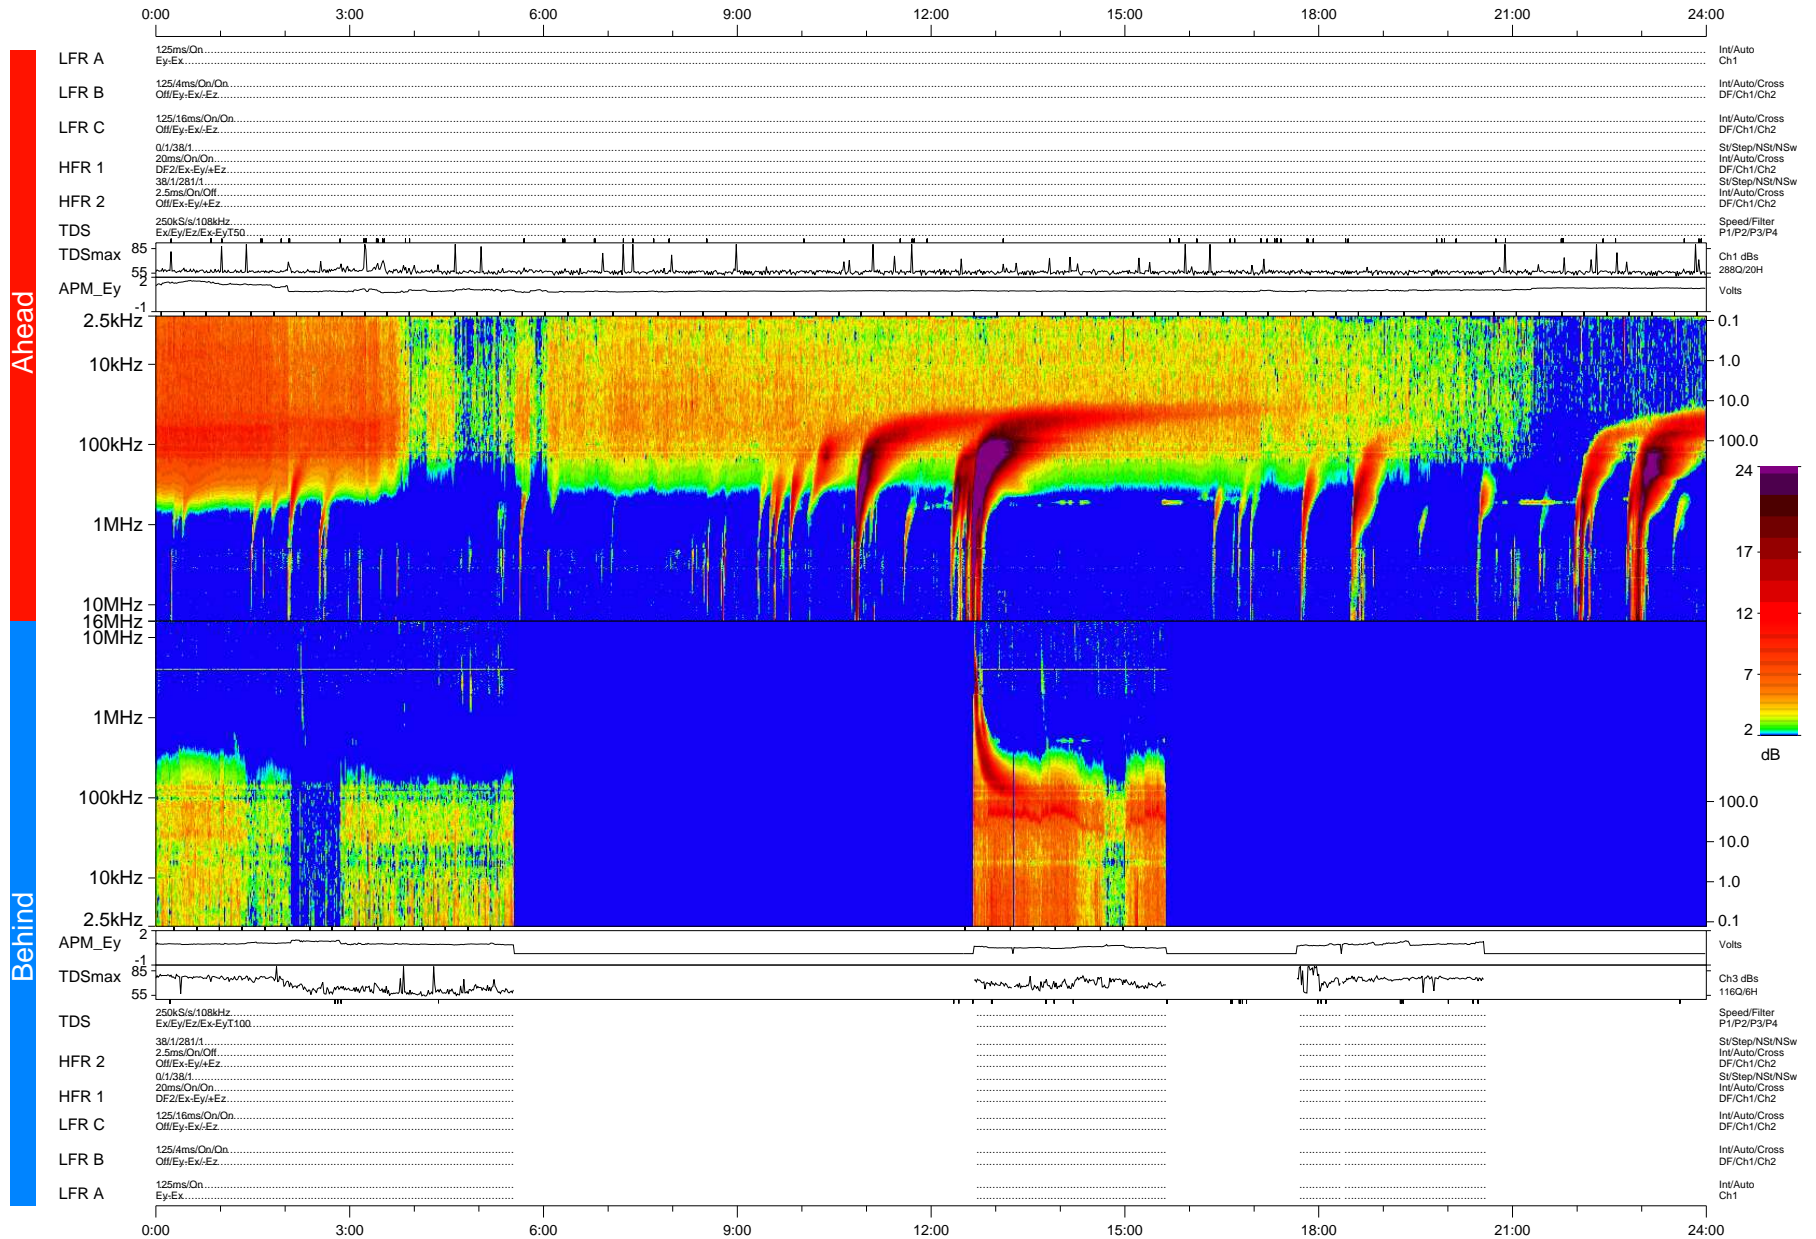 0:00 3:00 6:00 9:00 12:00 15:00 18:00 21:00 24:00
Ahead
LFR A 125ms/On Int/Auto
Ey-Ex Ch1
LFR B 125/4ms/On/On Int/Auto/Cross
Off/Ey-Ex/-Ez DF/Ch1/Ch2
LFR C 125/16ms/On/On Int/Auto/Cross
Off/Ey-Ex/-Ez DF/Ch1/Ch2
0/1/38/1 St/Step/NSt/NSw
HFR 1 20ms/On/On Int/Auto/Cross
DF2/Ex-Ey/+Ez DF/Ch1/Ch2
38/1/281/1 St/Step/NSt/NSw
HFR 2 2.5ms/On/Off Int/Auto/Cross
Off/Ex-Ey/+Ez DF/Ch1/Ch2
TDS 250kS/s/108kHz Speed/Filter
Ex/Ey/Ez/Ex-EyT50 P1/P2/P3/P4
TDSmax 85 55 Ch1 dBs
288Q/20H
APM_Ey 2 -1 Volts
2.5kHz 0.1
10kHz 1.0
10.0
100kHz 100.0
1MHz
10MHz
16MHz
24
17
12
7
2
dB
Behind
10MHz
1MHz
100kHz 100.0
10.0
10kHz 1.0
2.5kHz 0.1
APM_Ey 2 -1 Volts
TDSmax 85 55 Ch3 dBs
116Q/6H
TDS 250kS/s/108kHz Speed/Filter
Ex/Ey/Ez/Ex-EyT100 P1/P2/P3/P4
38/1/281/1 St/Step/NSt/NSw
HFR 2 2.5ms/On/Off Int/Auto/Cross
Off/Ex-Ey/+Ez DF/Ch1/Ch2
0/1/38/1 St/Step/NSt/NSw
HFR 1 20ms/On/On Int/Auto/Cross
DF2/Ex-Ey/+Ez DF/Ch1/Ch2
LFR C 125/16ms/On/On Int/Auto/Cross
Off/Ey-Ex/-Ez DF/Ch1/Ch2
LFR B 125/4ms/On/On Int/Auto/Cross
Off/Ey-Ex/-Ez DF/Ch1/Ch2
LFR A 125ms/On Int/Auto
Ey-Ex Ch1
0:00 3:00 6:00 9:00 12:00 15:00 18:00 21:00 24:00